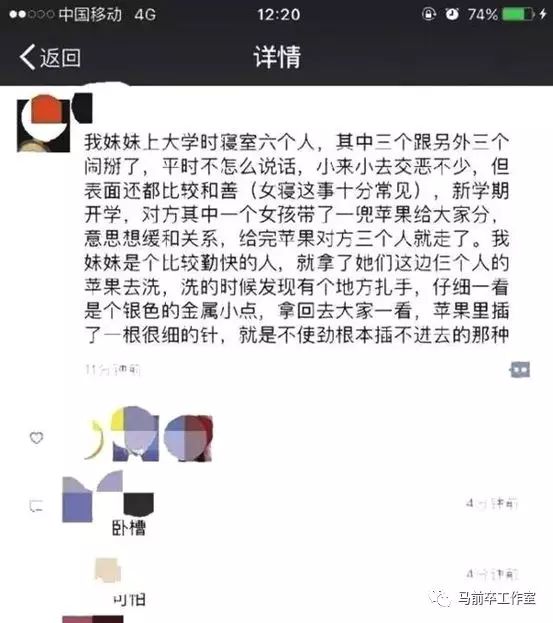 中国移动 4G 12:20 74%
返回 详情
我妹妹上大学时寝室六个人，其中三个跟另外三个
闹掰了，平时不怎么说话，小来小去交恶不少，但
表面还都比较和善（女寝这事十分常见），新学期
开学，对方其中一个女孩带了一兜苹果给大家分，
意思想缓和关系，给完苹果对方三个人就走了。我
妹妹是个比较勤快的人，就拿了她们这边仨个人的
苹果去洗，洗的时候发现有个地方扎手，仔细一看
是个银色的金属小点，拿回去大家一看，苹果里插
了一根很细的针，就是不使劲根本插不进去的那种
11分钟前
4分钟前
卧槽
4分钟前
可怕
马前卒工作室